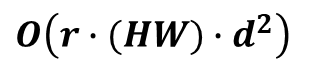 O(r · (HW) · d²)